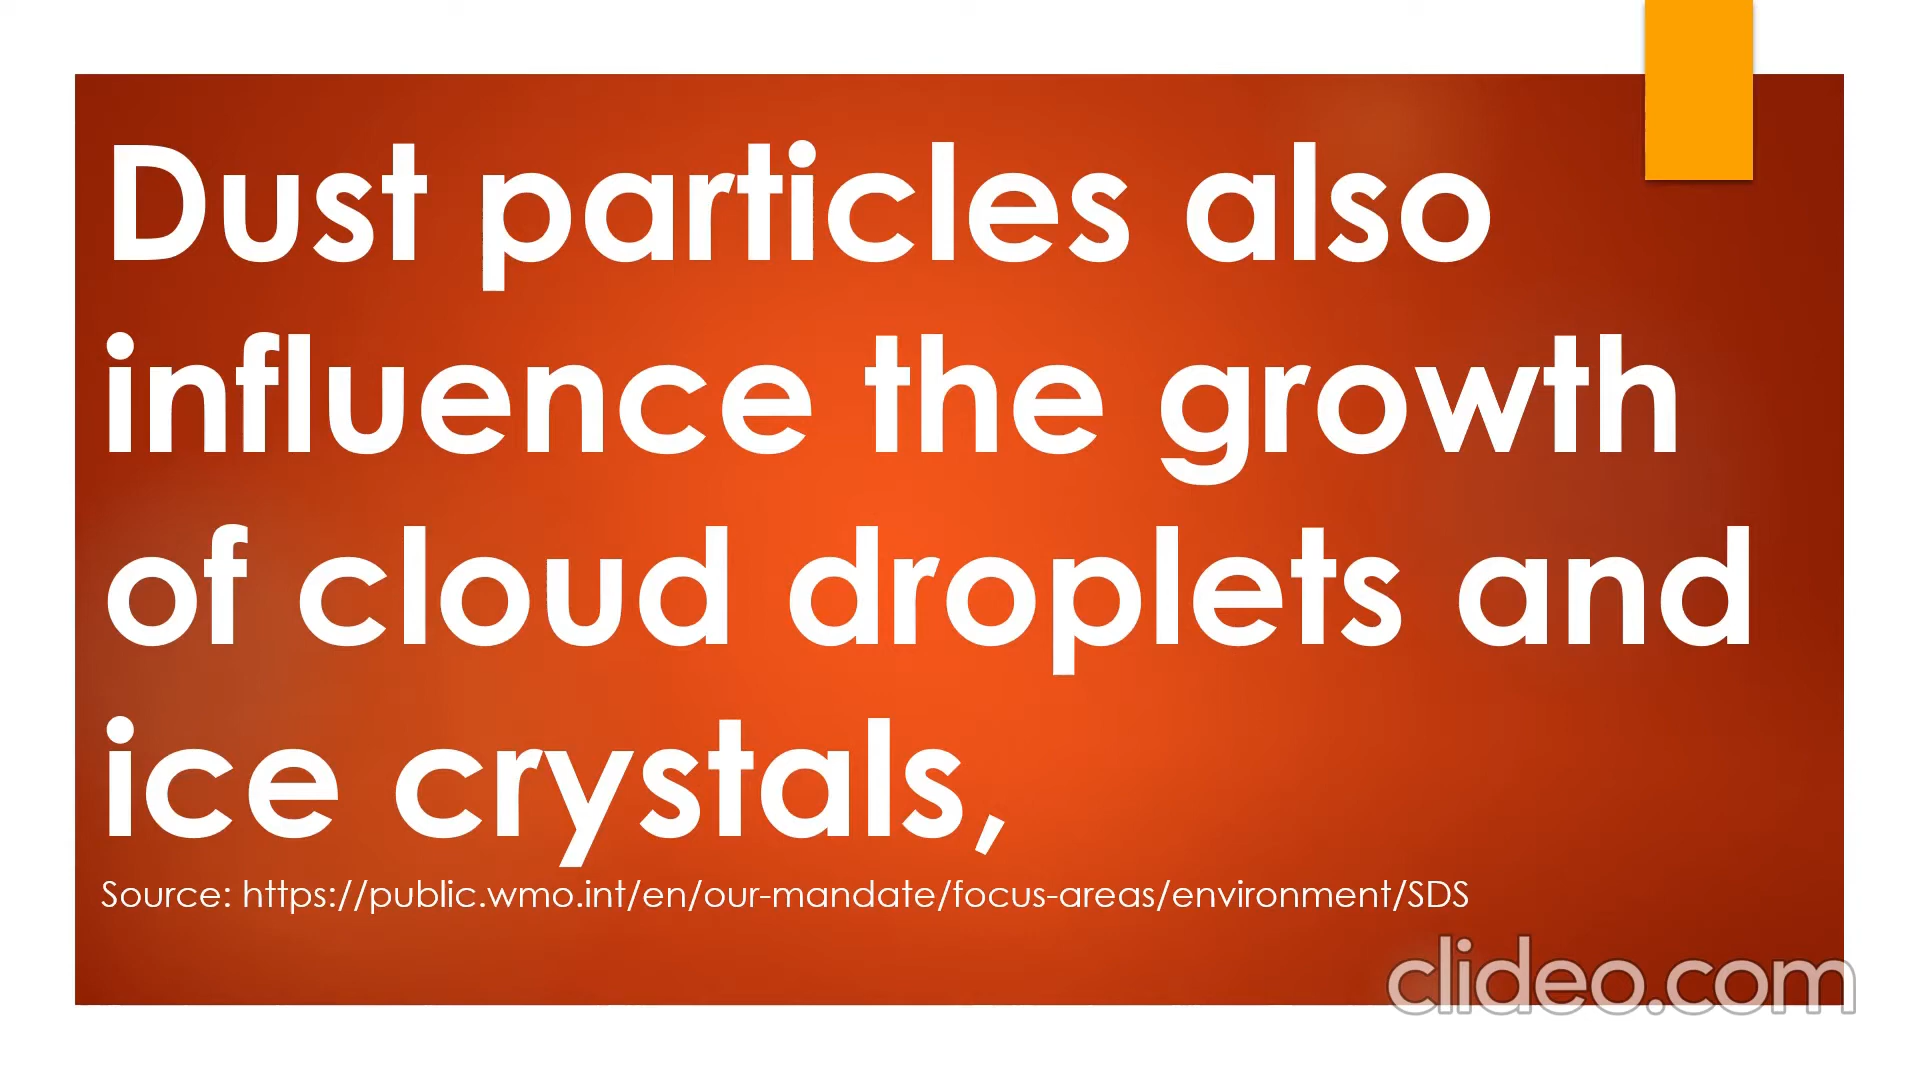 Dust particles also
influence the growth
of cloud droplets and
ice crystals,
Source: https://public.wmo.int/en/our-mandate/focus-areas/environment/SDS
clideo.com